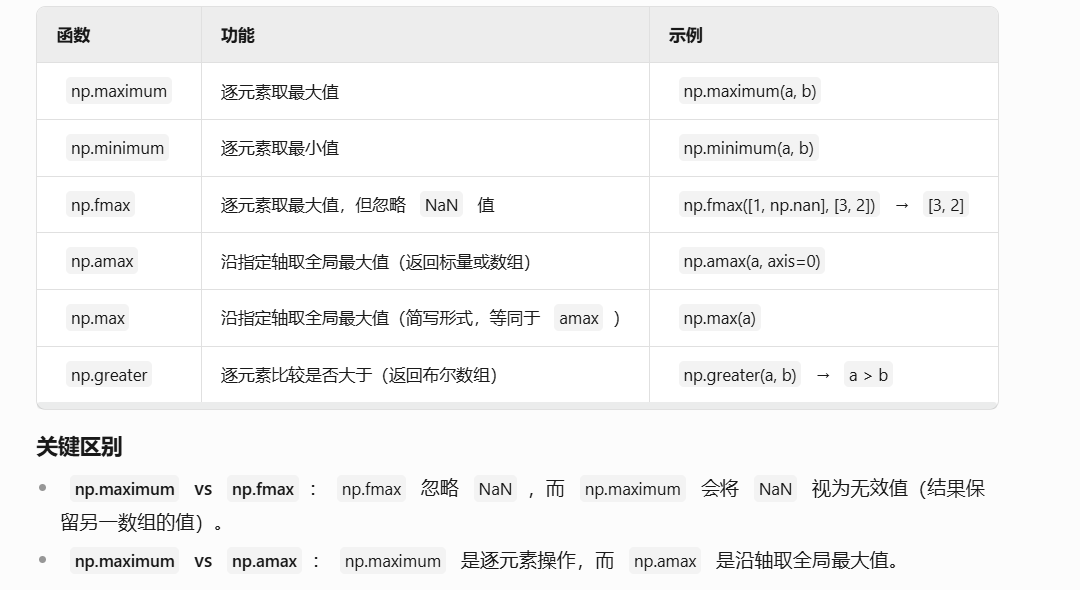 函数 功能 示例
np.maximum 逐元素取最大值 np.maximum(a, b)
np.minimum 逐元素取最小值 np.minimum(a, b)
np.fmax 逐元素取最大值，但忽略 NaN 值 np.fmax([1, np.nan], [3, 2]) → [3, 2]
np.amax 沿指定轴取全局最大值（返回标量或数组） np.amax(a, axis=0)
np.max 沿指定轴取全局最大值（简写形式，等同于 amax ） np.max(a)
np.greater 逐元素比较是否大于（返回布尔数组） np.greater(a, b) → a > b
关键区别
• np.maximum vs np.fmax ： np.fmax 忽略 NaN ，而 np.maximum 会将 NaN 视为无效值（结果保
留另一数组的值）。
• np.maximum vs np.amax ： np.maximum 是逐元素操作，而 np.amax 是沿轴取全局最大值。